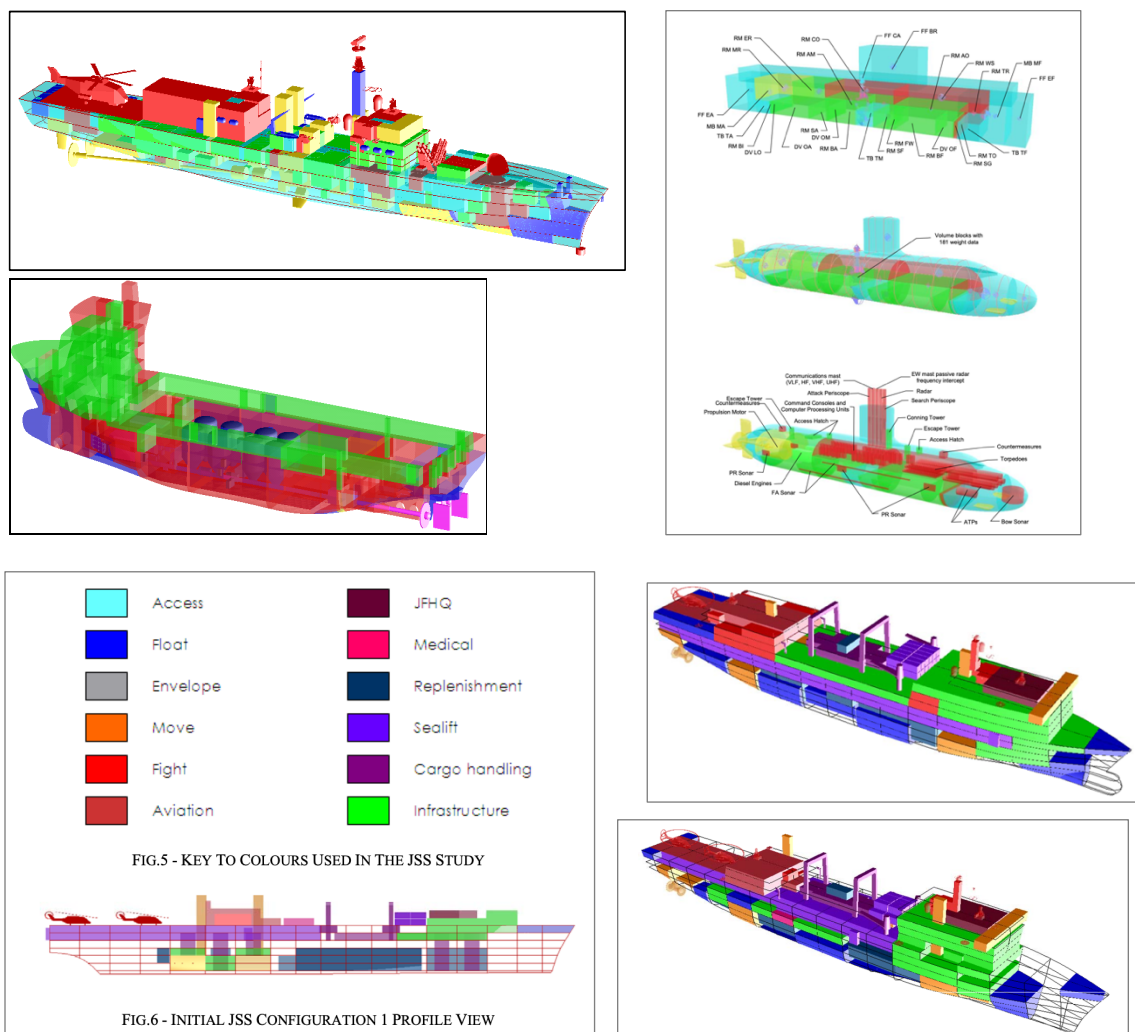 FF BR
FF CA
RM CO
RM ER
RM AM
RM AO
RM MR
RM WS
MB MF
RM TR
FF EF
FF EA
MB MA
TB TA
RM BI
DV LO
DV OA
RM SA
DV OM
RM BA
TB TM
RM SF
RM FW
RM BF
DV OF
RM SG
RM TO
TB TF
Volume blocks with
181 weight data
Communications mast
(VLF, HF, VHF, UHF)
EW mast passive radar
frequency intercept
Attack Periscope
Radar
Escape Tower
Search Periscope
Countermeasures
Command Consoles and
Computer Processing Units
Propulsion Motor
Conning Tower
Access Hatch
Escape Tower
Access Hatch
Countermeasures
Torpedoes
PR Sonar
Diesel Engines
FA Sonar
PR Sonar
ATPs
Bow Sonar
Access
JFHQ
Float
Medical
Envelope
Replenishment
Move
Sealift
Fight
Cargo handling
Aviation
Infrastructure
FIG.5 - KEY TO COLOURS USED IN THE JSS STUDY
FIG.6 - INITIAL JSS CONFIGURATION 1 PROFILE VIEW